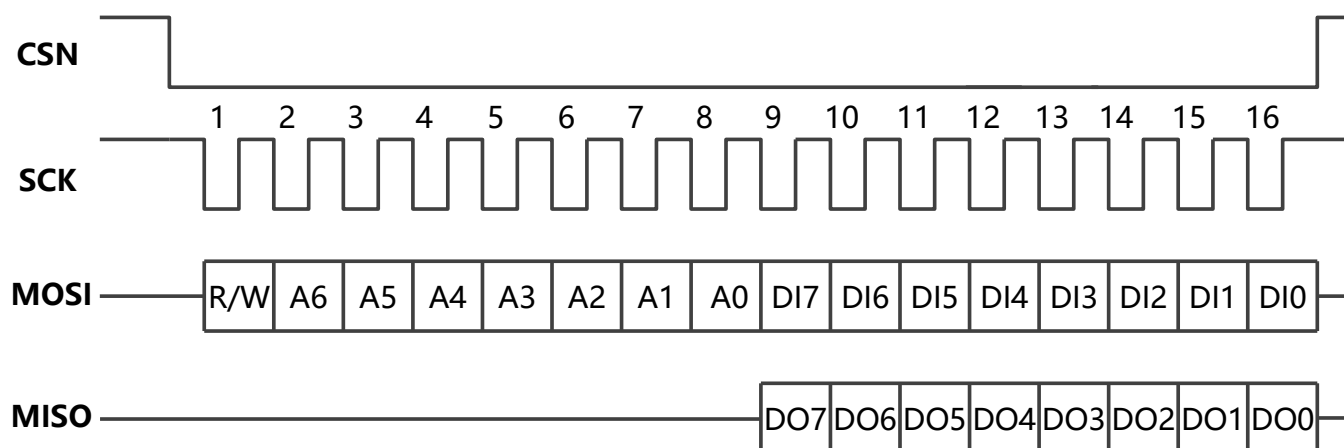 CSN
1 2 3 4 5 6 7 8 9 10 11 12 13 14 15 16
SCK
MOSI R/W A6 A5 A4 A3 A2 A1 A0 DI7 DI6 DI5 DI4 DI3 DI2 DI1 DI0
MISO DO7 DO6 DO5 DO4 DO3 DO2 DO1 DO0